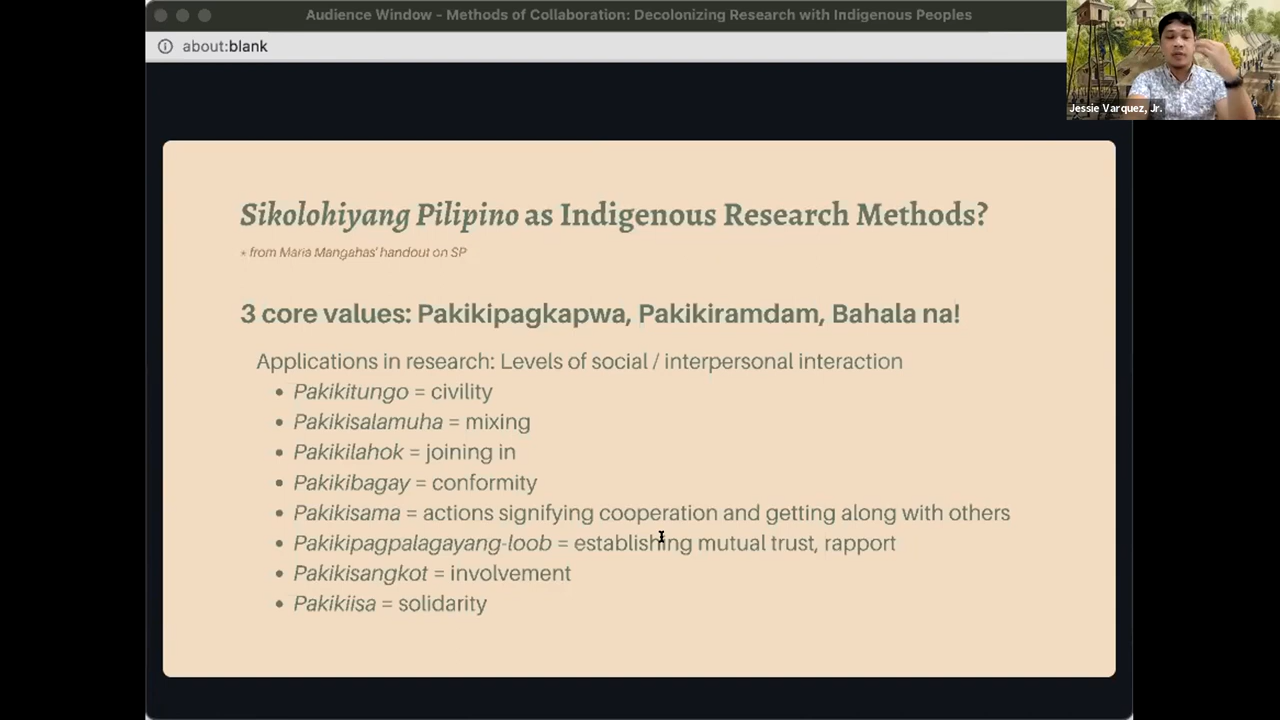 Audience Window – Methods of Collaboration: Decolonizing Research with Indigenous Peoples
about:blank
Jessie Varquez, Jr.
Sikolohiyang Pilipino as Indigenous Research Methods?
* from Maria Mangahas' handout on SP
3 core values: Pakikipagkapwa, Pakikiramdam, Bahala na!
Applications in research: Levels of social / interpersonal interaction
• Pakikitungo = civility
• Pakikisalamuha = mixing
• Pakikilahok = joining in
• Pakikibagay = conformity
• Pakikisama = actions signifying cooperation and getting along with others
• Pakikipagpalagayang-loob = establishing mutual trust, rapport
• Pakikisangkot = involvement
• Pakikiisa = solidarity